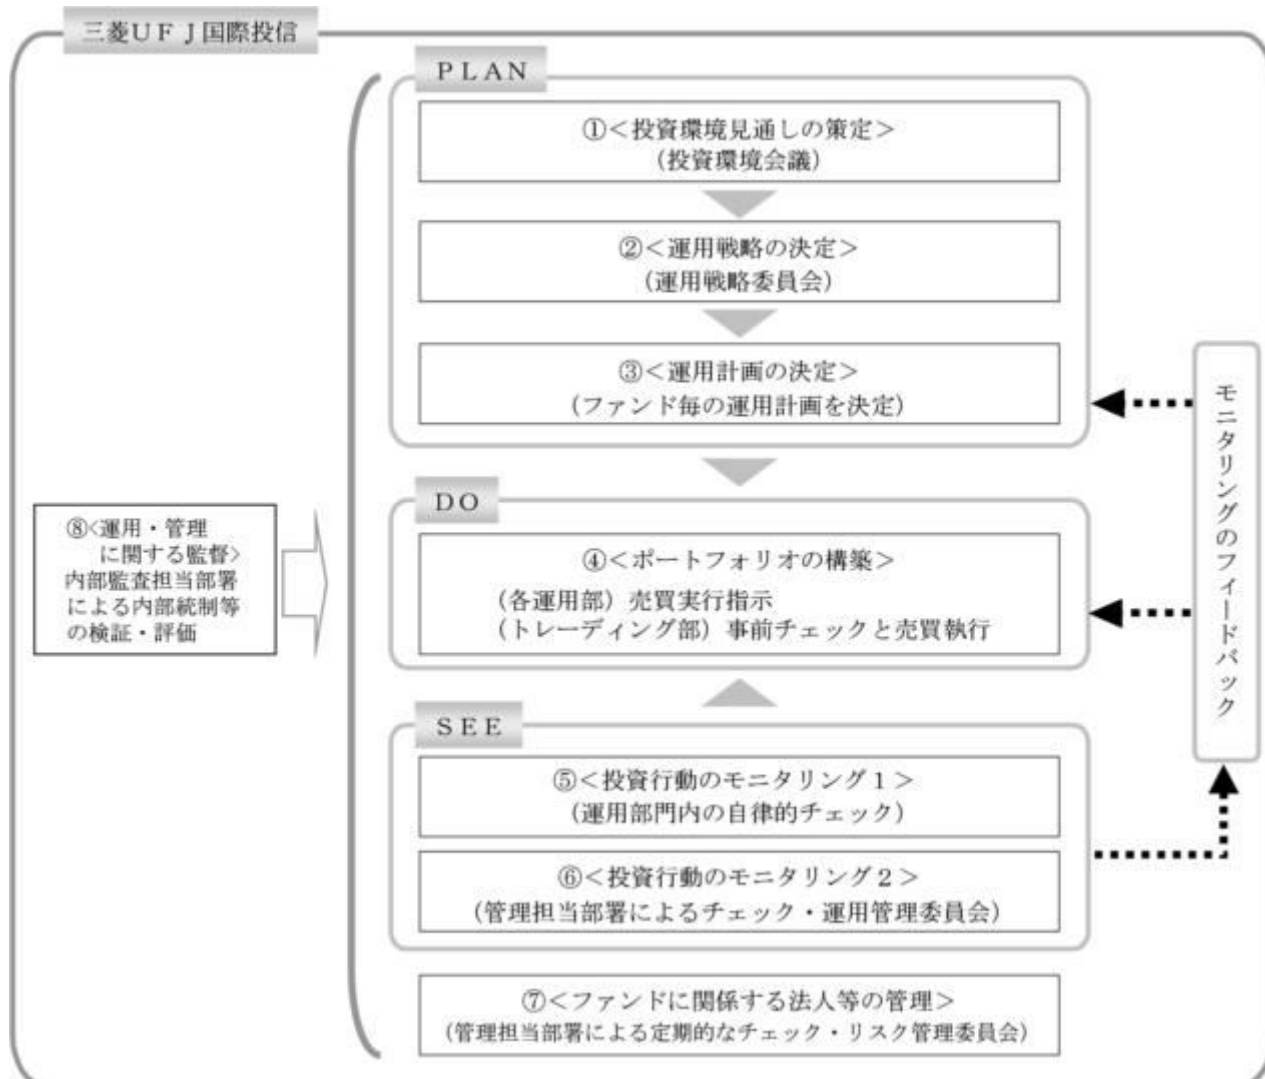 三菱ＵＦＪ国際投信
ＰＬＡＮ
①＜投資環境見通しの策定＞
（投資環境会議）
②＜運用戦略の決定＞
（運用戦略委員会）
③＜運用計画の決定＞
（ファンド毎の運用計画を決定）
ＤＯ
④＜ポートフォリオの構築＞
（各運用部）売買実行指示
（トレーディング部）事前チェックと売買執行
ＳＥＥ
⑤＜投資行動のモニタリング１＞
（運用部門内の自律的チェック）
⑥＜投資行動のモニタリング２＞
（管理担当部署によるチェック・運用管理委員会）
⑦＜ファンドに関係する法人等の管理＞
（管理担当部署による定期的なチェック・リスク管理委員会）
⑧<運用・管理
に関する監督>
内部監査担当部署
による内部統制等
の検証・評価
モニタリングのフィードバック